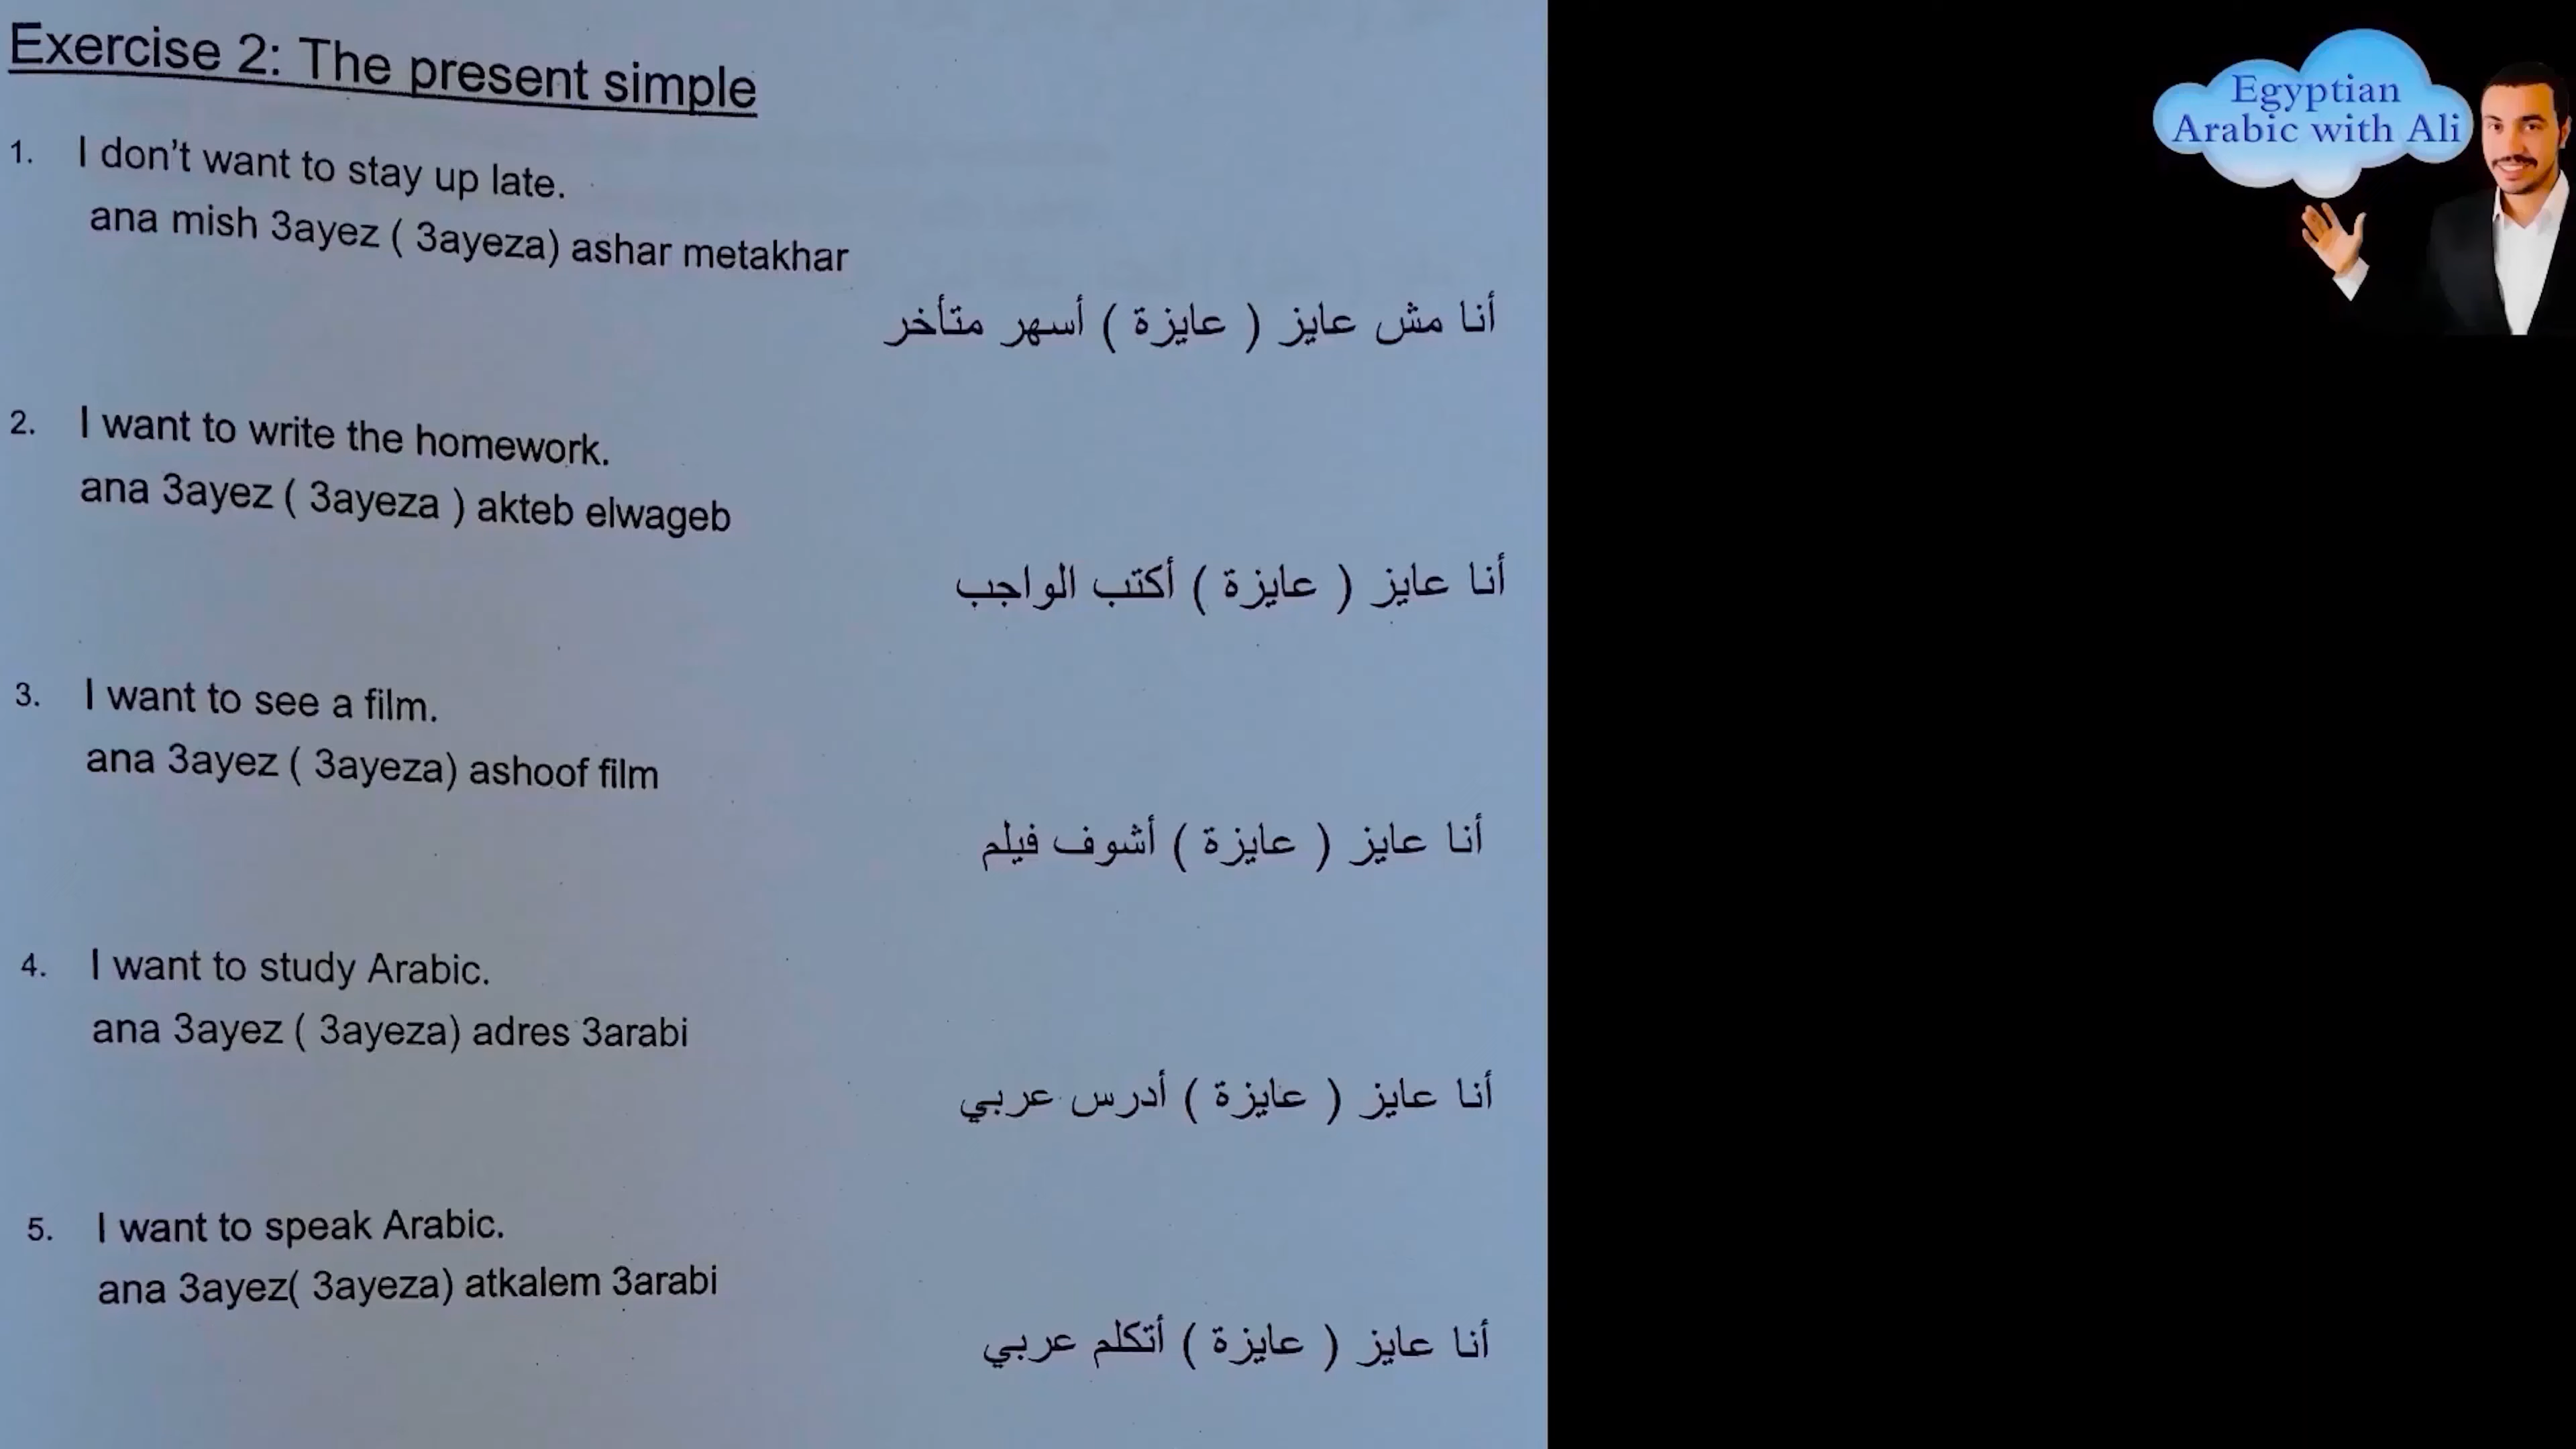 Exercise 2: The present simple
1. I don't want to stay up late.
ana mish 3ayez ( 3ayeza) ashar metakhar
أنا مش عايز ( عايزة ) أسهر متأخر
2. I want to write the homework.
ana 3ayez ( 3ayeza ) akteb elwageb
أنا عايز ( عايزة ) أكتب الواجب
3. I want to see a film.
ana 3ayez ( 3ayeza) ashoof film
أنا عايز ( عايزة ) أشوف فيلم
4. I want to study Arabic.
ana 3ayez ( 3ayeza) adres 3arabi
أنا عايز ( عايزة ) أدرس عربي
5. I want to speak Arabic.
ana 3ayez( 3ayeza) atkalem 3arabi
أنا عايز ( عايزة ) أتكلم عربي
Egyptian
Arabic with Ali